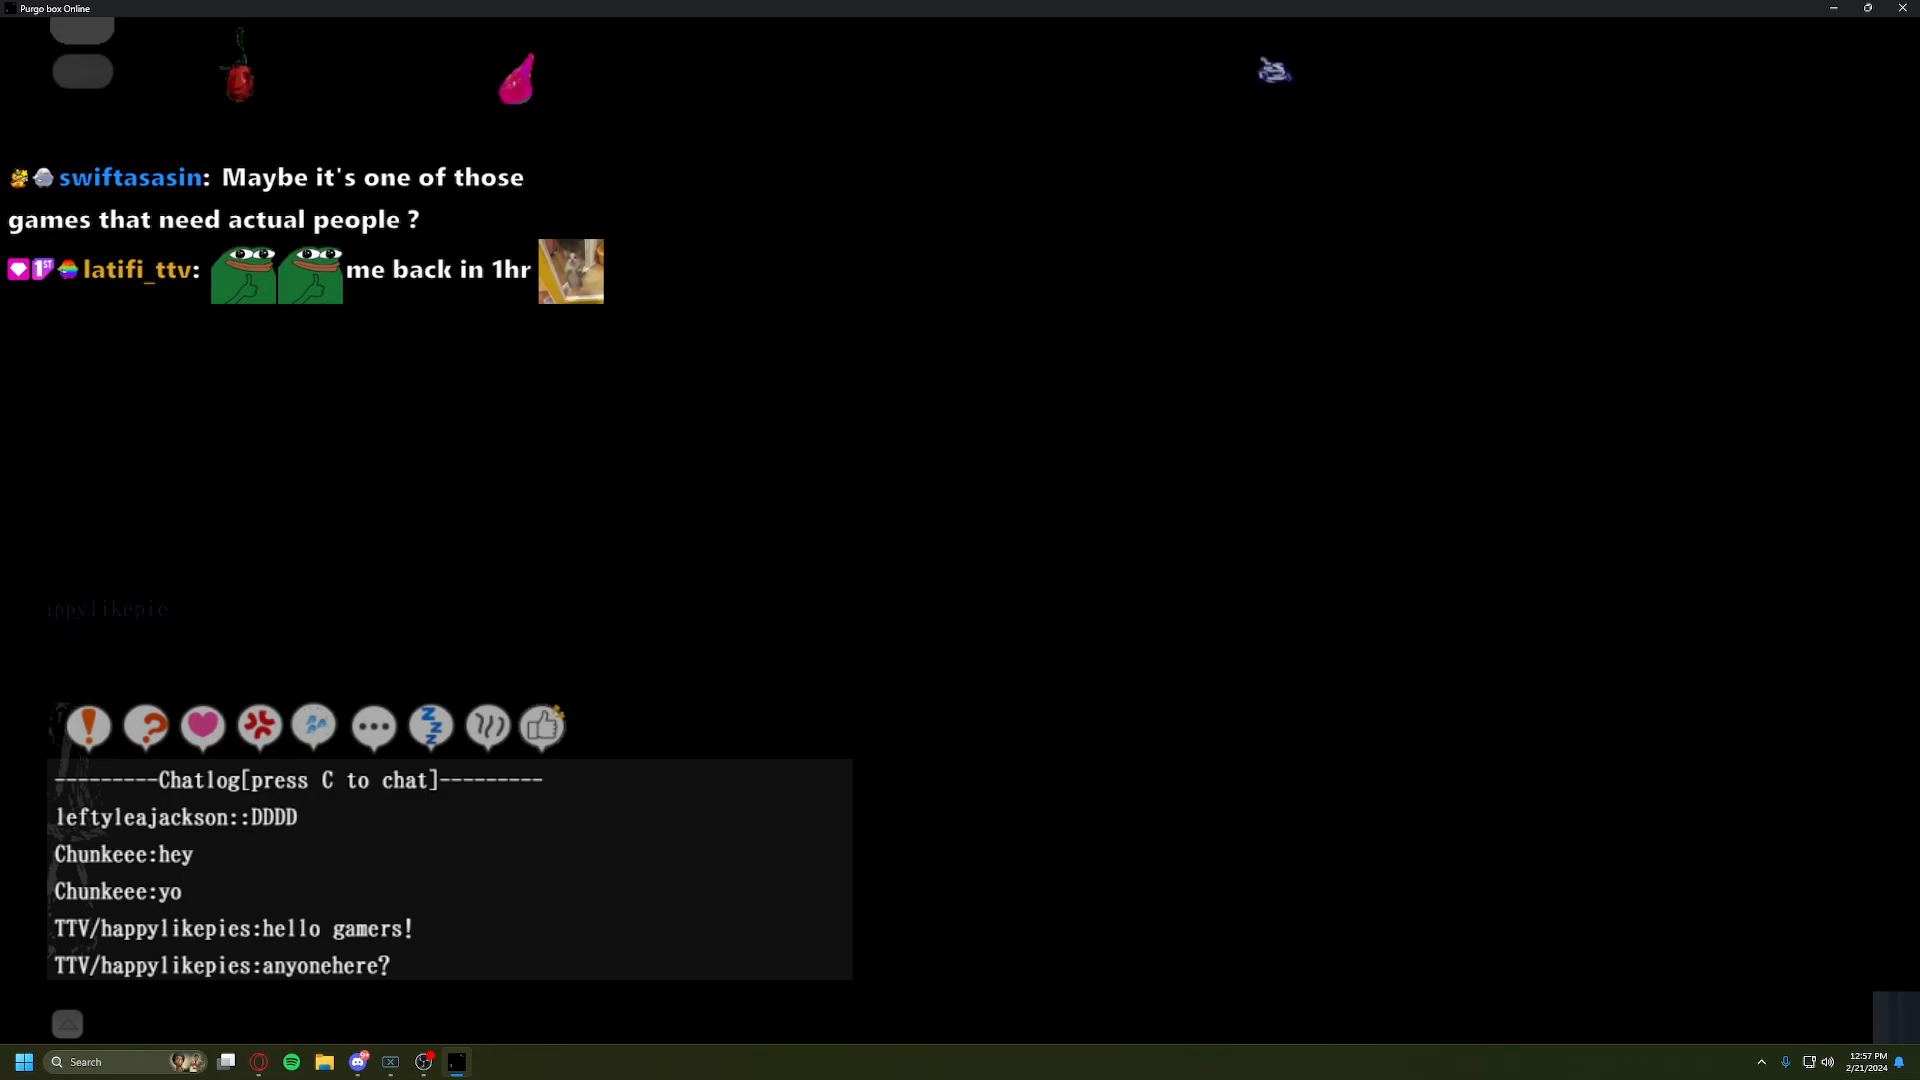 Purgo box Online
swiftasasin: Maybe it's one of those
games that need actual people ?
1ST latifi_ttv: me back in 1hr
appylikepie
---------Chatlog[press C to chat]---------
leftyleajackson::DDDD
Chunkeee:hey
Chunkeee:yo
TTV/happylikepies:hello gamers!
TTV/happylikepies:anyonehere?
Search
12:57 PM
2/21/2024